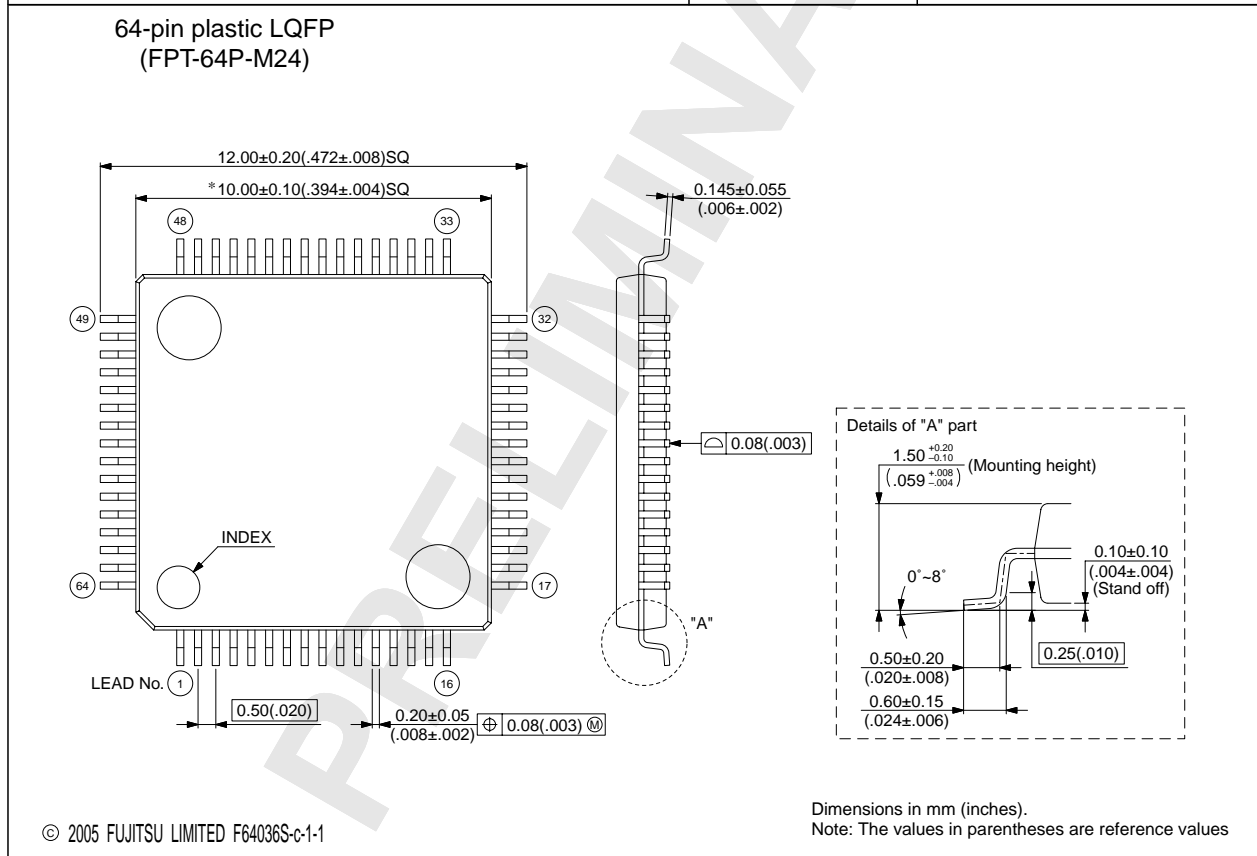 64-pin plastic LQFP
(FPT-64P-M24)
12.00±0.20(.472±.008)SQ
*10.00±0.10(.394±.004)SQ
0.145±0.055
(.006±.002)
48
33
49
32
0.08(.003)
Details of "A" part
1.50 +0.20 –0.10 (Mounting height)
(.059 +.008 –.004)
INDEX
0.10±0.10
(.004±.004)
(Stand off)
0°~8°
64
17
"A"
0.25(.010)
0.50±0.20
(.020±.008)
LEAD No. 1
16
0.60±0.15
(.024±.006)
0.50(.020)
0.20±0.05
(.008±.002)
⌖ 0.08(.003) Ⓜ
PRELIMINA
Dimensions in mm (inches).
Note: The values in parentheses are reference values
© 2005 FUJITSU LIMITED F64036S-c-1-1